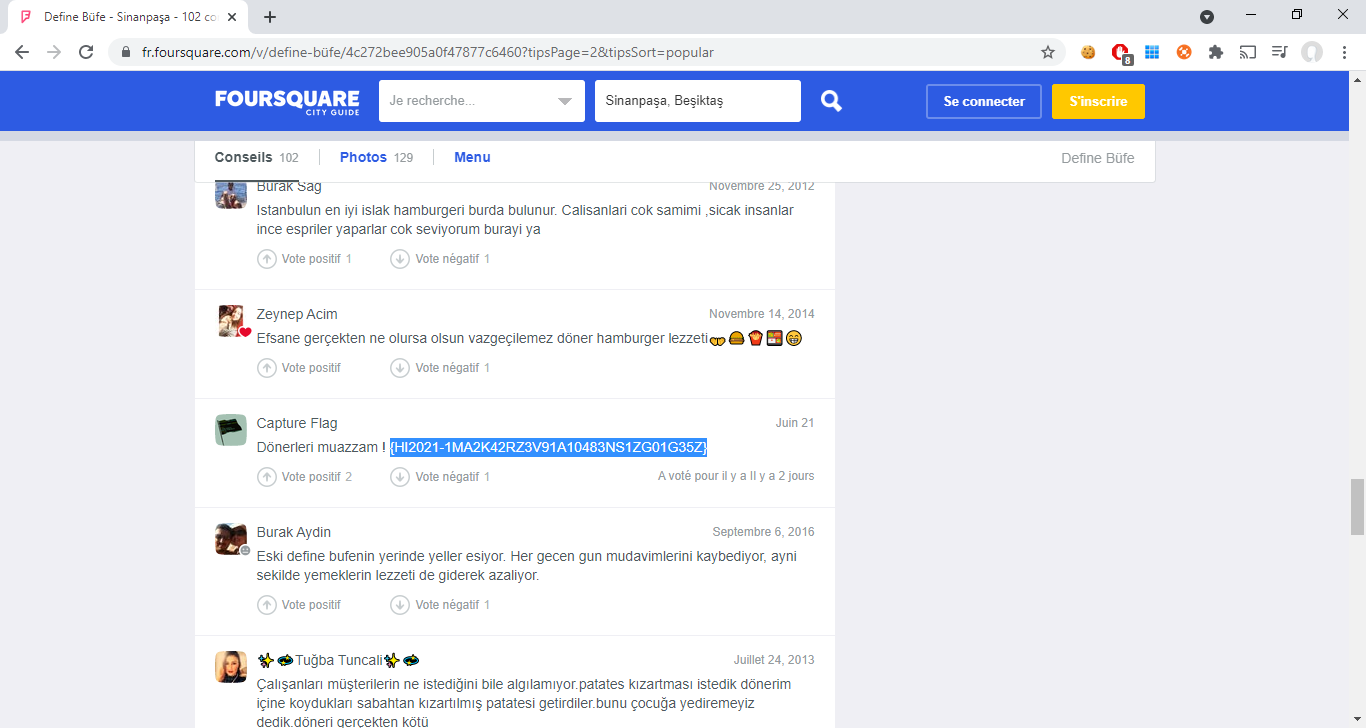 Define Büfe - Sinanpaşa - 102 co
fr.foursquare.com/v/define-büfe/4c272bee905a0f47877c6460?tipsPage=2&tipsSort=popular
8
FOURSQUARE
CITY GUIDE
Je recherche...
Sinanpaşa, Beşiktaş
Se connecter
S'inscrire
Conseils 102
Photos 129
Menu
Define Büfe
Burak Sag
Novembre 25, 2012
Istanbulun en iyi islak hamburgeri burda bulunur. Calisanlari cok samimi ,sicak insanlar
ince espriler yaparlar cok seviyorum burayi ya
Vote positif 1
Vote négatif 1
Zeynep Acim
Novembre 14, 2014
Efsane gerçekten ne olursa olsun vazgeçilemez döner hamburger lezzeti
Vote positif
Vote négatif 1
Capture Flag
Juin 21
Dönerleri muazzam ! {HI2021-1MA2K42RZ3V91A10483NS1ZG01G35Z}
Vote positif 2
Vote négatif 1
A voté pour il y a Il y a 2 jours
Burak Aydin
Septembre 6, 2016
Eski define bufenin yerinde yeller esiyor. Her gecen gun mudavimlerini kaybediyor, ayni
sekilde yemeklerin lezzeti de giderek azaliyor.
Vote positif
Vote négatif 1
Tuğba Tuncali
Juillet 24, 2013
Çalışanları müşterilerin ne istediğini bile algılamıyor.patates kızartması istedik dönerim
içine koydukları sabahtan kızartılmış patatesi getirdiler.bunu çocuğa yediremeyiz
dedik.döneri gerçekten kötü